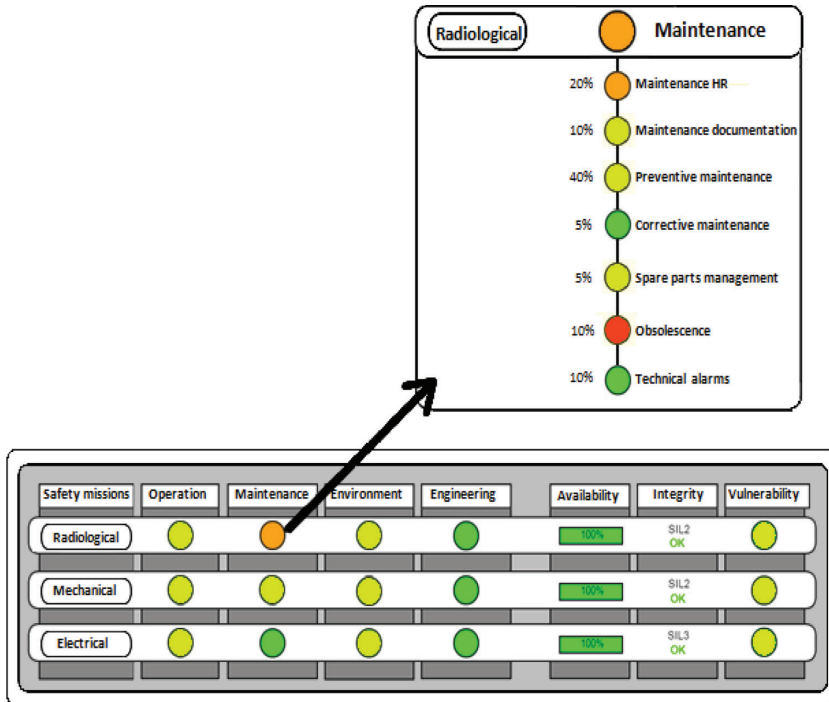 Radiological Maintenance
20% Maintenance HR
10% Maintenance documentation
40% Preventive maintenance
5% Corrective maintenance
5% Spare parts management
10% Obsolescence
10% Technical alarms
Safety missions Operation Maintenance Environment Engineering Availability Integrity Vulnerability
Radiological 100% SIL2
OK
Mechanical 100% SIL2
OK
Electrical 100% SIL3
OK